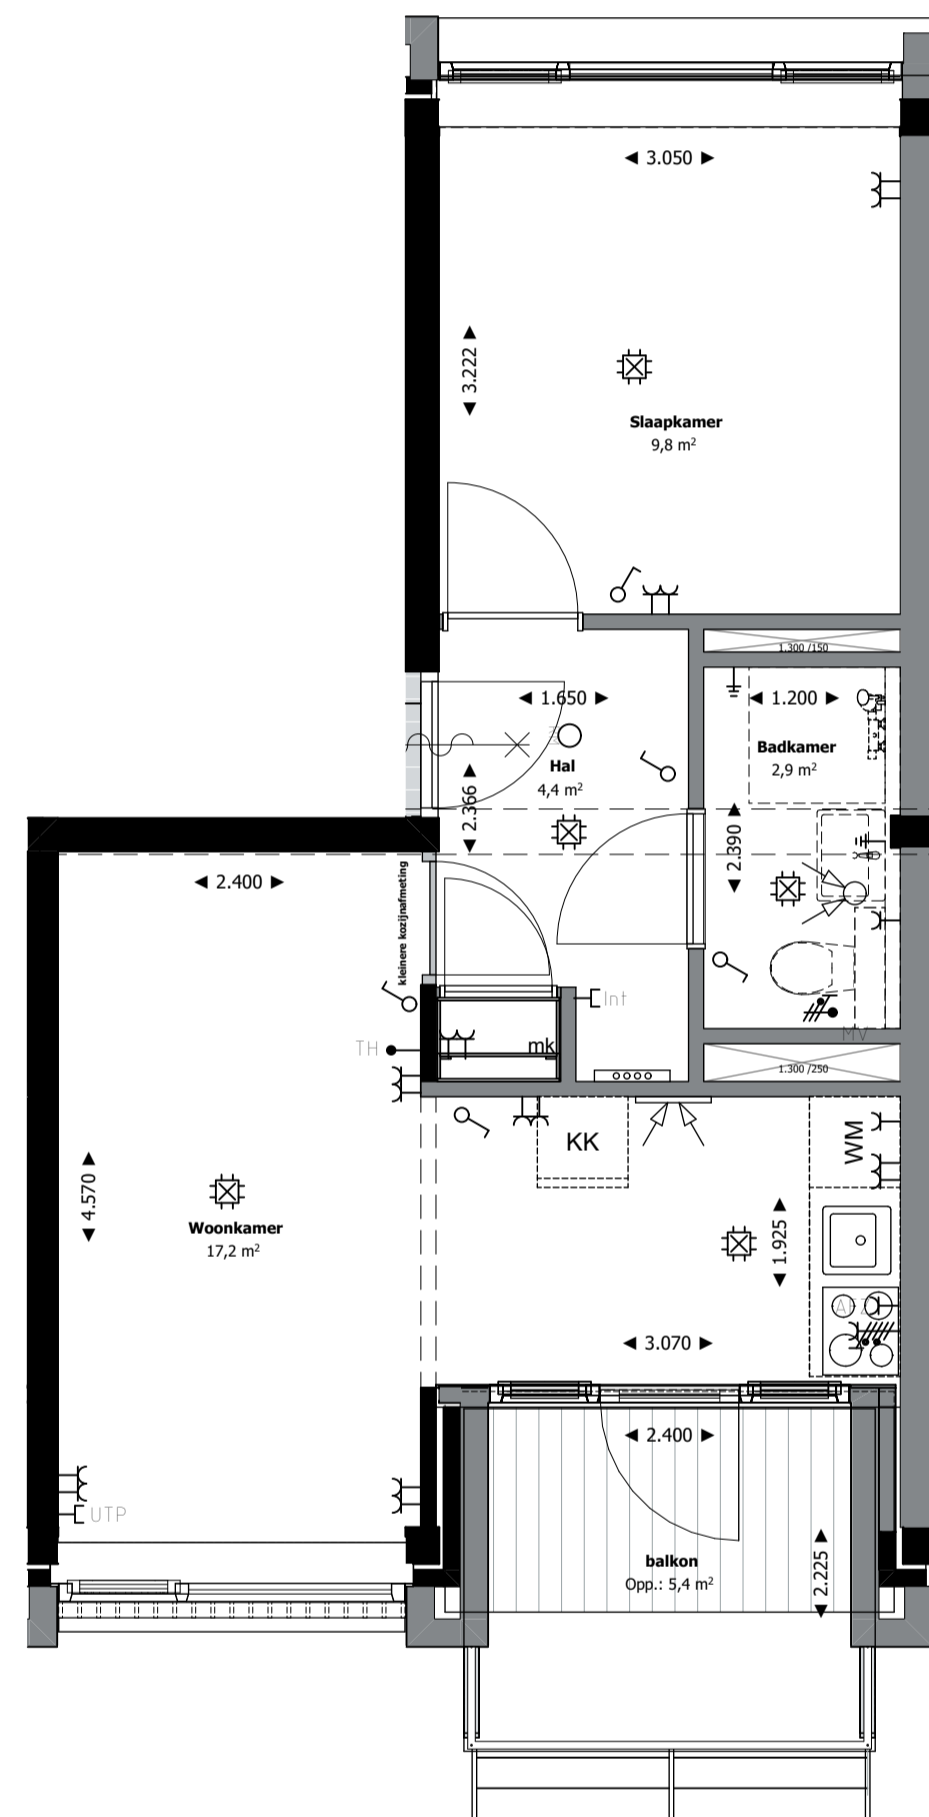 ◄ 3.050 ►
◄ 3.222 ►
Slaapkamer
9,8 m²
1.300 /150
◄ 1.650 ►
◄ 1.200 ►
Hal
4,4 m²
Badkamer
2,9 m²
◄ 2.366 ►
◄ 2.390 ►
◄ 2.400 ►
kleinere kozijnafmeting
Int
TH
mk
MV
1.300 /250
KK
WM
◄ 4.570 ►
Woonkamer
17,2 m²
◄ 1.925 ►
AFZ
◄ 3.070 ►
◄ 2.400 ►
UTP
balkon
Opp.: 5,4 m²
◄ 2.225 ►